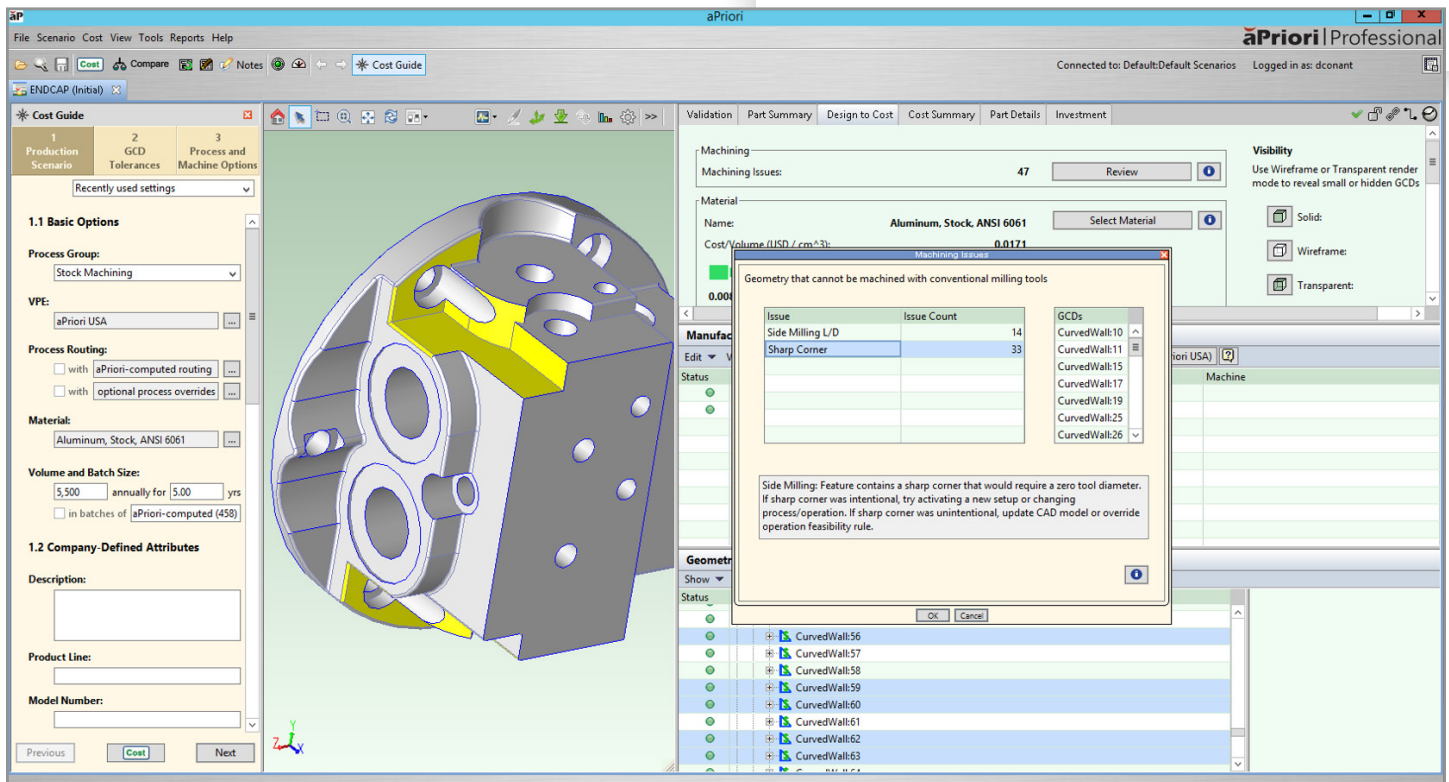 aP
aPriori
File Scenario Cost View Tools Reports Help
āPriori | Professional
Cost
Compare
Notes
Cost Guide
Connected to: Default:Default Scenarios
Logged in as: dconant
ENDCAP (Initial)
Cost Guide
1 Production Scenario
2 GCD Tolerances
3 Process and Machine Options
Recently used settings
1.1 Basic Options
Process Group:
Stock Machining
VPE:
aPriori USA
...
Process Routing:
with aPriori-computed routing ...
with optional process overrides ...
Material:
Aluminum, Stock, ANSI 6061 ...
Volume and Batch Size:
5,500 annually for 5.00 yrs
in batches of aPriori-computed (458)
1.2 Company-Defined Attributes
Description:
Product Line:
Model Number:
Previous Cost Next
>>
Y
Z X
Validation Part Summary Design to Cost Cost Summary Part Details Investment
Machining
Machining Issues: 47 Review
Material
Name: Aluminum, Stock, ANSI 6061 Select Material
Cost/Volume (USD / cm^3): 0.0171
0.008
Visibility
Use Wireframe or Transparent render
mode to reveal small or hidden GCDs
Solid:
Wireframe:
Transparent:
Manufac
Edit
Status
iori USA)
Machine
Machining Issues
Geometry that cannot be machined with conventional milling tools
Issue Issue Count
Side Milling L/D 14
Sharp Corner 33
GCDs
CurvedWall:10
CurvedWall:11
CurvedWall:15
CurvedWall:17
CurvedWall:19
CurvedWall:25
CurvedWall:26
Side Milling: Feature contains a sharp corner that would require a zero tool diameter.
If sharp corner was intentional, try activating a new setup or changing
process/operation. If sharp corner was unintentional, update CAD model or override
operation feasibility rule.
OK Cancel
Geometr
Show
Status
CurvedWall:56
CurvedWall:57
CurvedWall:58
CurvedWall:59
CurvedWall:60
CurvedWall:61
CurvedWall:62
CurvedWall:63